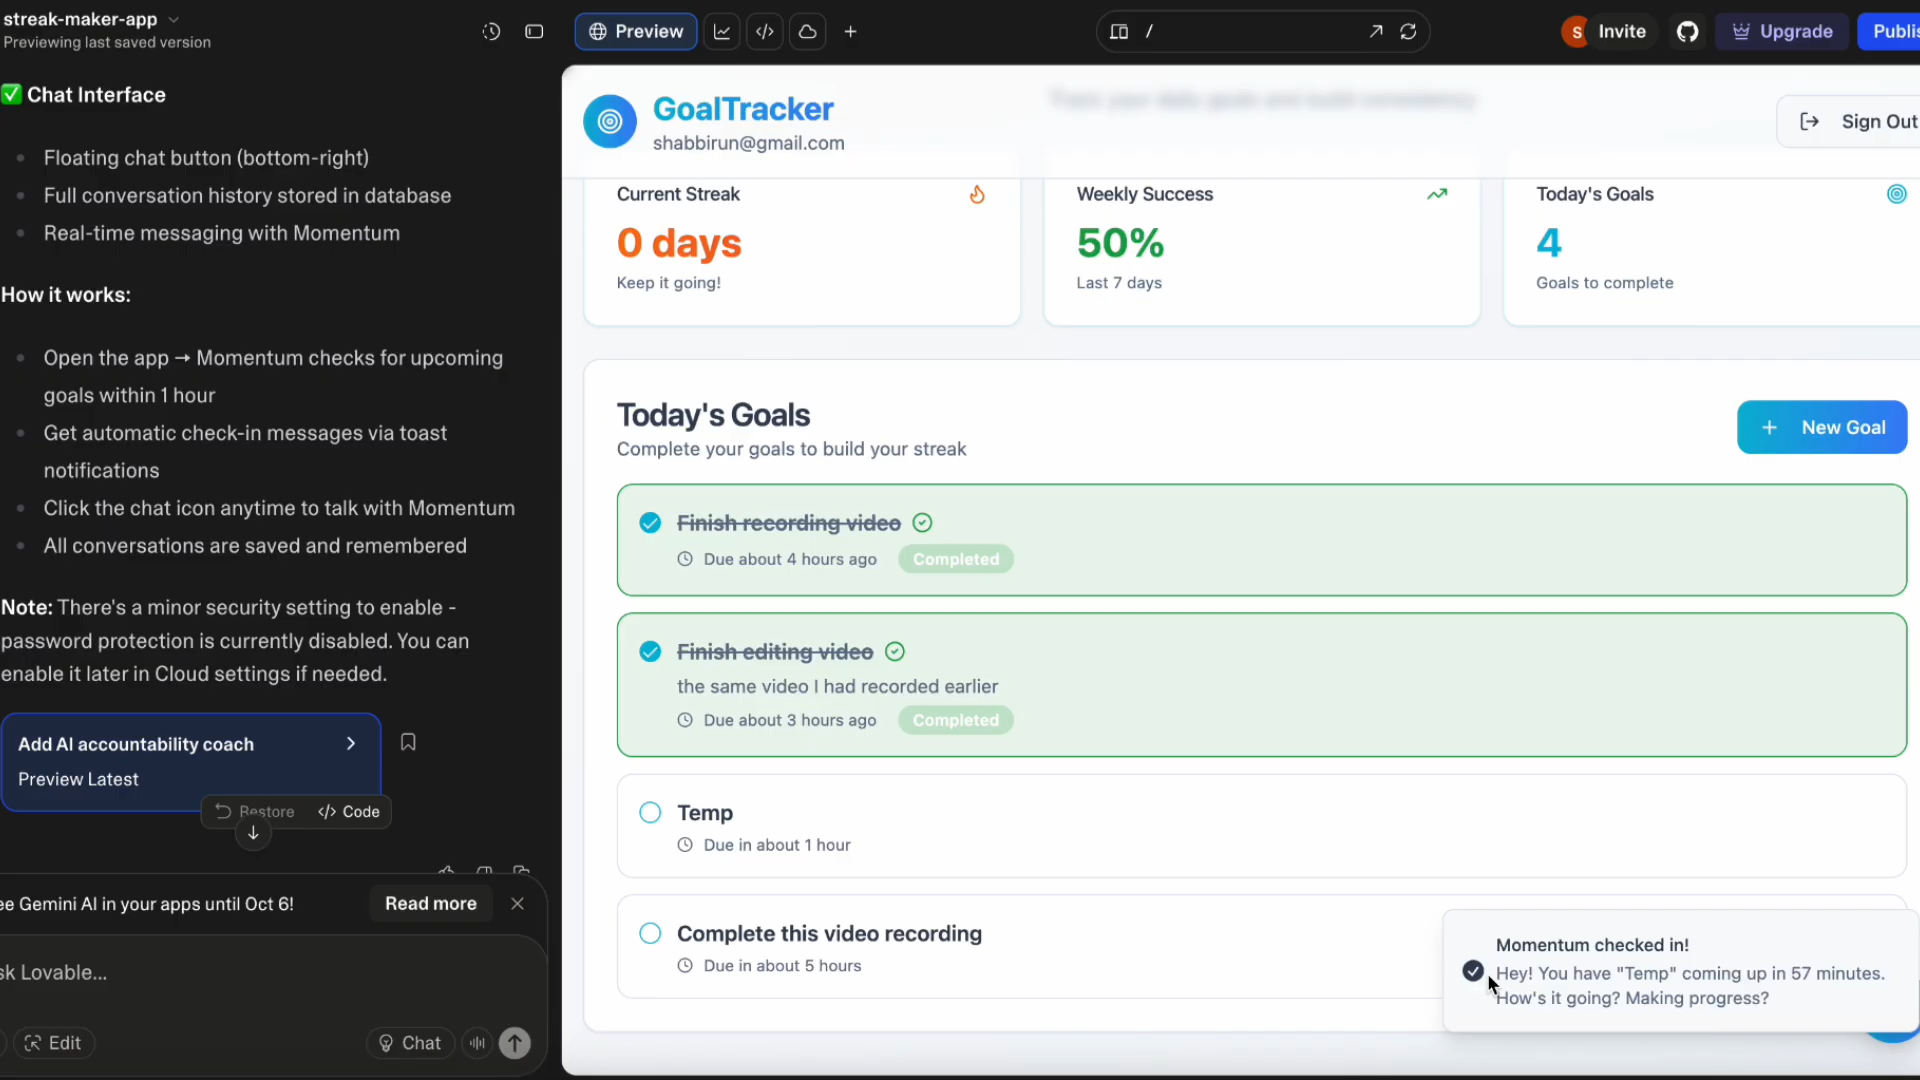 streak-maker-app
Previewing last saved version
Preview
/
S
Invite
Upgrade
✅ Chat Interface
Floating chat button (bottom-right)
Full conversation history stored in database
Real-time messaging with Momentum
How it works:
Open the app → Momentum checks for upcoming
goals within 1 hour
Get automatic check-in messages via toast
notifications
Click the chat icon anytime to talk with Momentum
All conversations are saved and remembered
Note: There's a minor security setting to enable -
password protection is currently disabled. You can
enable it later in Cloud settings if needed.
Add AI accountability coach
Preview Latest
Restore
Code
Gemini AI in your apps until Oct 6!
Read more
Lovable...
Edit
Chat
GoalTracker
shabbirun@gmail.com
Track your daily goals and build consistency
Sign Out
Current Streak
0 days
Keep it going!
Weekly Success
50%
Last 7 days
Today's Goals
4
Goals to complete
Today's Goals
Complete your goals to build your streak
+ New Goal
Finish recording video
Due about 4 hours ago
Completed
Finish editing video
the same video I had recorded earlier
Due about 3 hours ago
Completed
Temp
Due in about 1 hour
Complete this video recording
Due in about 5 hours
Momentum checked in!
Hey! You have "Temp" coming up in 57 minutes.
How's it going? Making progress?